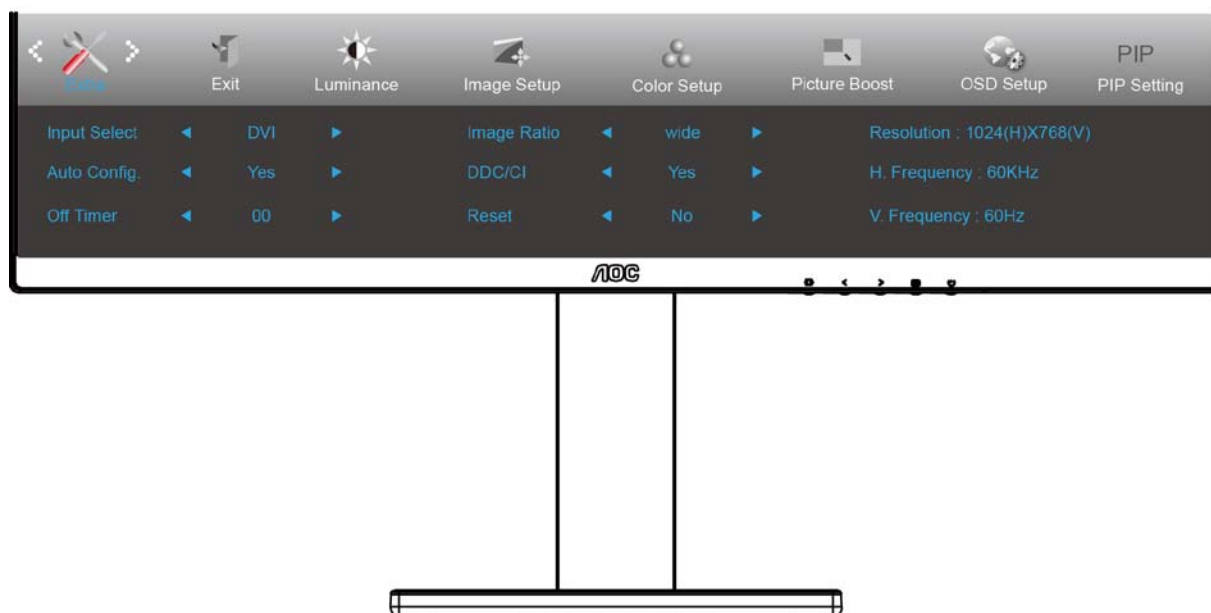 Extra
Exit
Luminance
Image Setup
Color Setup
Picture Boost
OSD Setup
PIP
PIP Setting
Input Select ◄ DVI ► Image Ratio ◄ wide ► Resolution : 1024(H)X768(V)
Auto Config. ◄ Yes ► DDC/CI ◄ Yes ► H. Frequency : 60KHz
Off Timer ◄ 00 ► Reset ◄ No ► V. Frequency : 60Hz
AOC